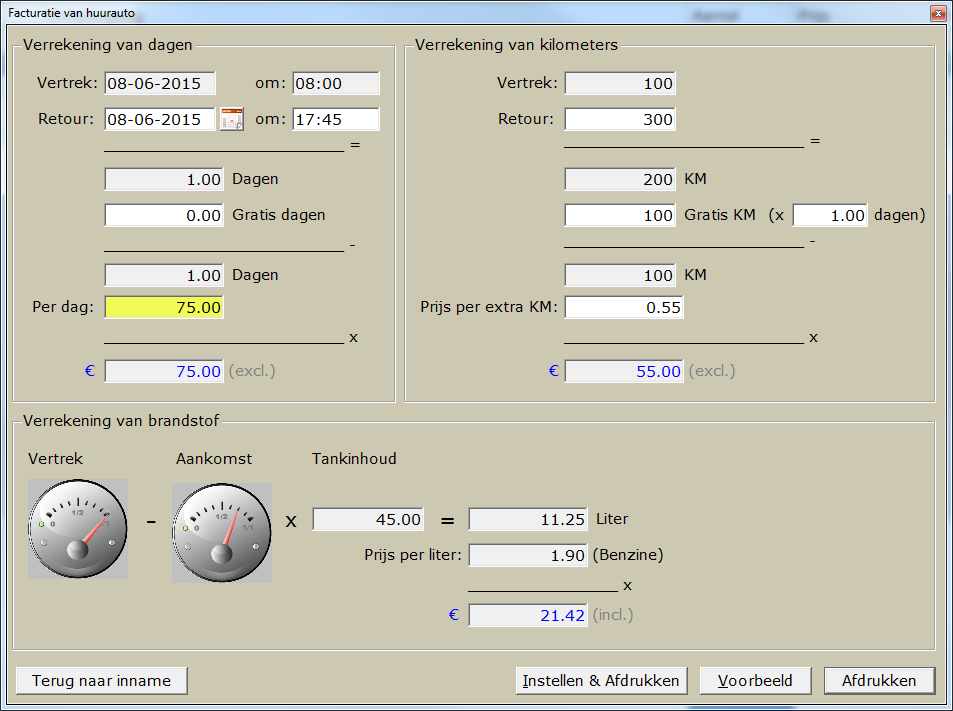 Facturatie van huurauto
Verrekening van dagen
Vertrek: 08-06-2015 om: 08:00
Retour: 08-06-2015 om: 17:45
=
1.00 Dagen
0.00 Gratis dagen
-
1.00 Dagen
Per dag: 75.00
x
€ 75.00 (excl.)
Verrekening van kilometers
Vertrek: 100
Retour: 300
=
200 KM
100 Gratis KM (x 1.00 dagen)
-
100 KM
Prijs per extra KM: 0.55
x
€ 55.00 (excl.)
Verrekening van brandstof
Vertrek Aankomst Tankinhoud
0 1/2 1/1 - 0 1/2 1/1 x 45.00 = 11.25 Liter
Prijs per liter: 1.90 (Benzine)
x
€ 21.42 (incl.)
Terug naar inname Instellen & Afdrukken Voorbeeld Afdrukken